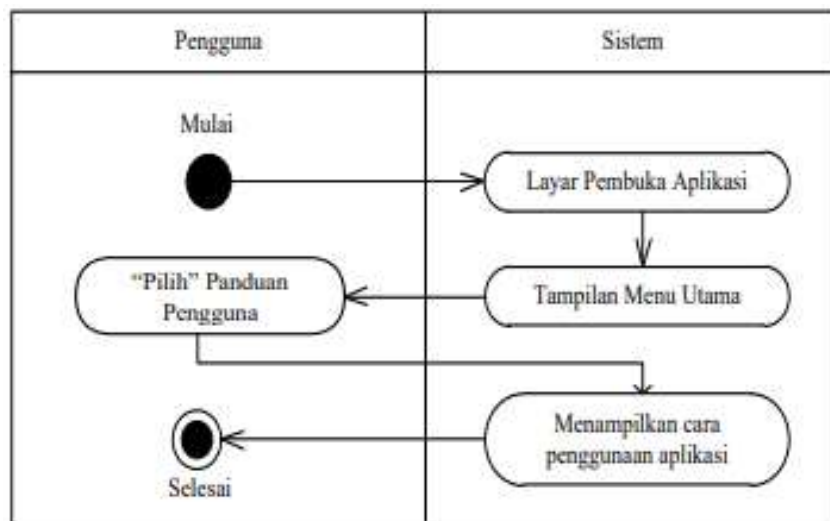 Pengguna
Sistem
Mulai
Layar Pembuka Aplikasi
“Pilih” Panduan
Pengguna
Tampilan Menu Utama
Menampilkan cara
penggunaan aplikasi
Selesai